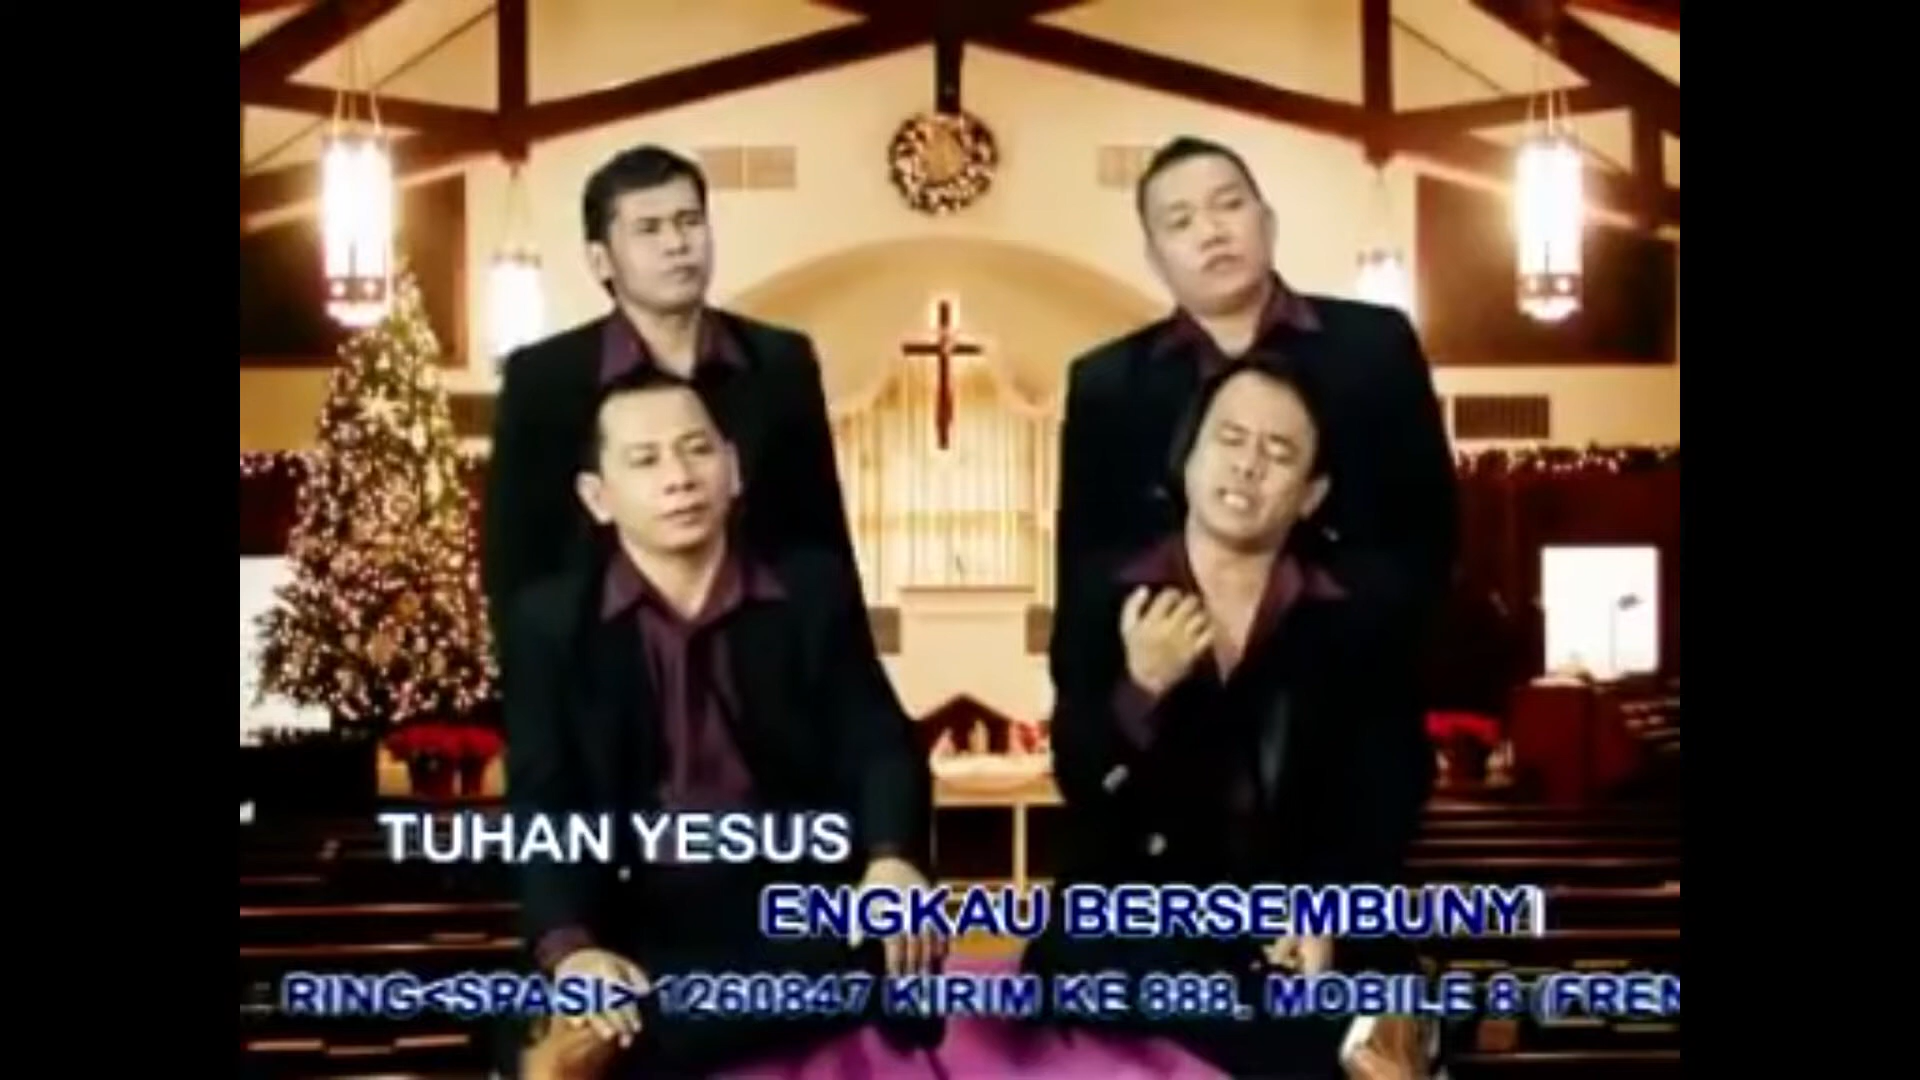 TUHAN YESUS
ENGKAU BERSEMBUNYI
RING<SPASI> 1260847 KIRIM KE 888. MOBILE 8 (FREN